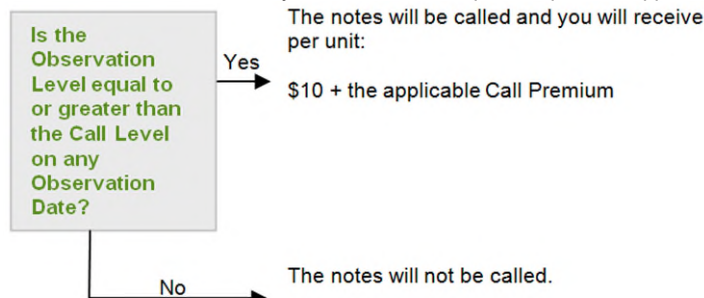 Is the
Observation
Level equal to
or greater than
the Call Level
on any
Observation
Date?
Yes
The notes will be called and you will receive
per unit:
$10 + the applicable Call Premium
No
The notes will not be called.